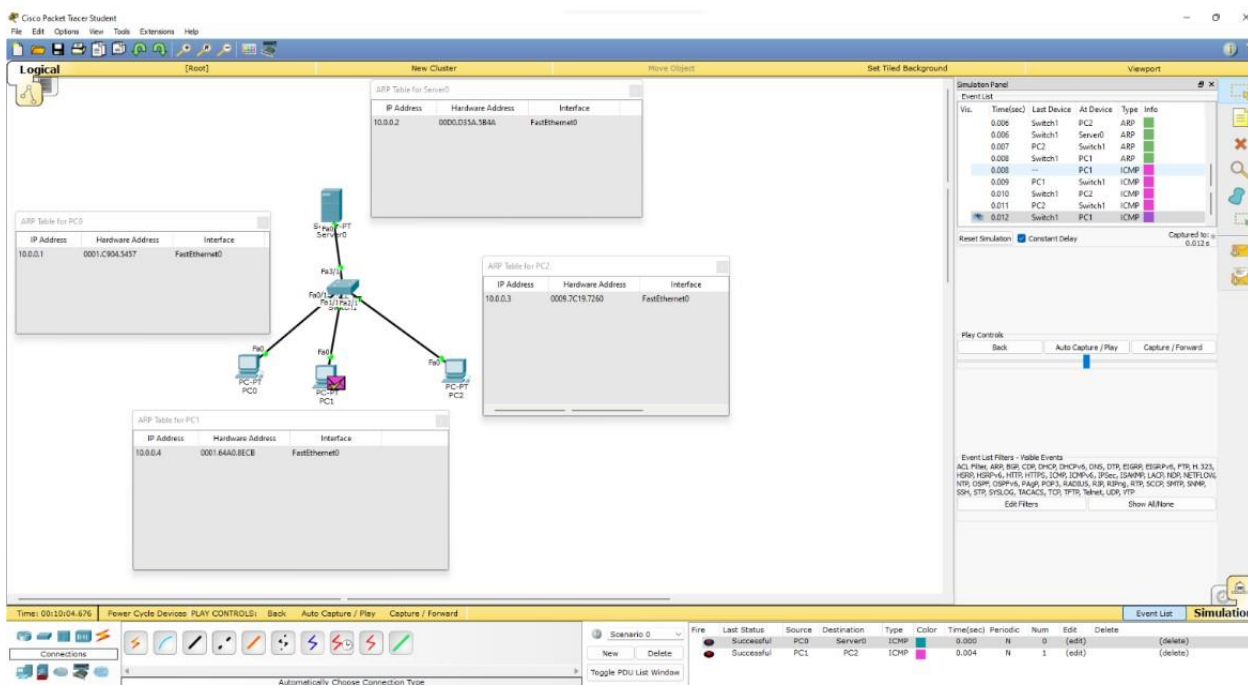 Cisco Packet Tracer Student
File Edit Options View Tools Extensions Help
Logical [Root] New Cluster Move Object Set Tiled Background Viewport
ARP Table for Server0
IP Address Hardware Address Interface
10.0.0.2 00D0.D35A.5B4A FastEthernet0
ARP Table for PC0
IP Address Hardware Address Interface
10.0.0.1 0001.C904.5457 FastEthernet0
ARP Table for PC2
IP Address Hardware Address Interface
10.0.0.3 0009.7C19.7260 FastEthernet0
ARP Table for PC1
IP Address Hardware Address Interface
10.0.0.4 0001.64A0.8ECB FastEthernet0
Fa0
Server0
Fa3/1
Fa0/1
Fa1/1 Fa2/1
Fa0
PC-PT
PC0
Fa0
PC-PT
PC1
Fa0
PC-PT
PC2
Simulation Panel
Event List
Vis. Time(sec) Last Device At Device Type Info
0.006 Switch1 PC2 ARP
0.006 Switch1 Server0 ARP
0.007 PC2 Switch1 ARP
0.008 Switch1 PC1 ARP
0.008 -- PC1 ICMP
0.009 PC1 Switch1 ICMP
0.010 Switch1 PC2 ICMP
0.011 PC2 Switch1 ICMP
0.012 Switch1 PC1 ICMP
Reset Simulation Constant Delay Captured to:
0.012 s
Play Controls
Back Auto Capture / Play Capture / Forward
Event List Filters - Visible Events
ACL Filter, ARP, BGP, CDP, DHCP, DHCPv6, DNS, DTP, EIGRP, EIGRPv6, FTP, H.323,
HSRP, HSRPv6, HTTP, HTTPS, ICMP, ICMPv6, IPSec, ISAKMP, LACP, NDP, NETFLOW,
NTP, OSPF, OSPFv6, PAgP, POP3, RADIUS, RIP, RIPng, RTP, SCCP, SMTP, SNMP,
SSH, STP, SYSLOG, TACACS, TCP, TFTP, Telnet, UDP, VTP
Edit Filters Show All/None
Time: 00:10:04.676 Power Cycle Devices PLAY CONTROLS: Back Auto Capture / Play Capture / Forward Event List Simulation
Connections
Automatically Choose Connection Type
Scenario 0
New Delete
Toggle PDU List Window
Fire Last Status Source Destination Type Color Time(sec) Periodic Num Edit Delete
Successful PC0 Server0 ICMP 0.000 N 0 (edit) (delete)
Successful PC1 PC2 ICMP 0.004 N 1 (edit) (delete)